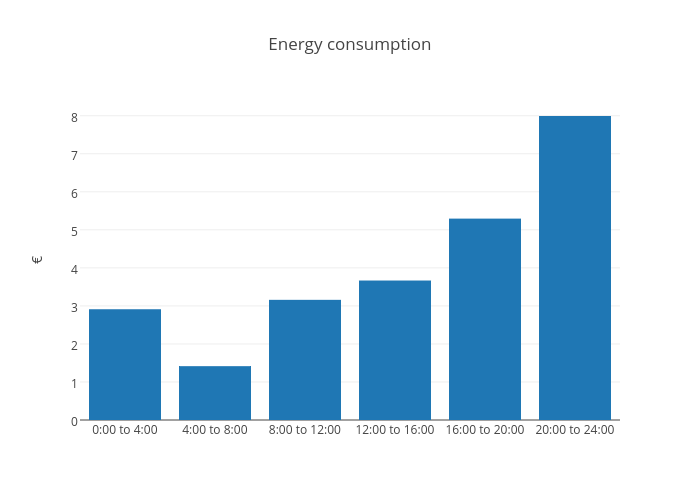 Energy consumption
8
7
6
5
4
3
2
1
0
€
0:00 to 4:00
4:00 to 8:00
8:00 to 12:00
12:00 to 16:00
16:00 to 20:00
20:00 to 24:00